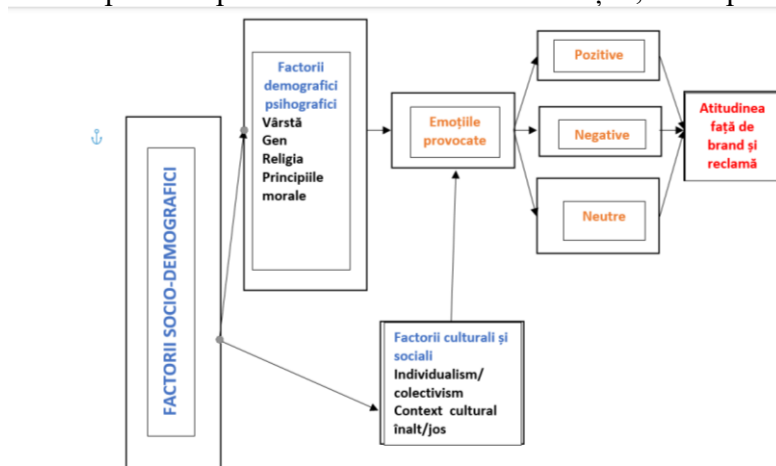 FACTORII SOCIO-DEMOGRAFICI
Factorii
demografici
psihografici
Vârstă
Gen
Religia
Principiile
morale
Emoțiile
provocate
Pozitive
Negative
Neutre
Atitudinea
față de
brand și
reclamă
Factorii culturali și
sociali
Individualism/
colectivism
Context cultural
înalt/jos